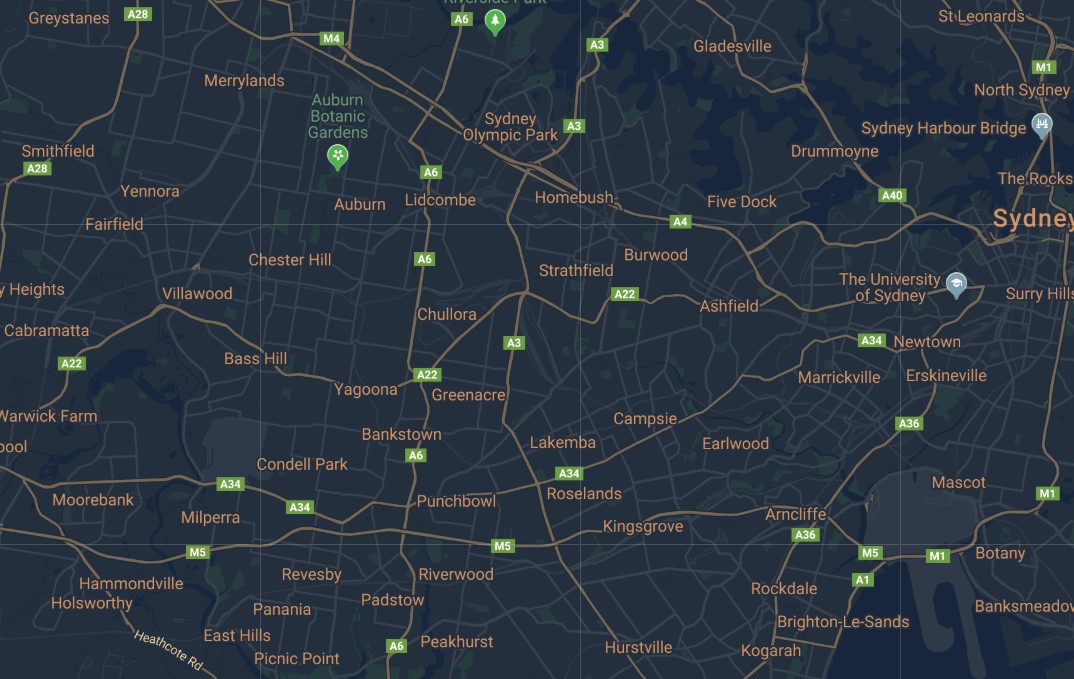 Riverside Park
Greystanes
A28
A6
St Leonards
M4
A3
Gladesville
M1
Merrylands
North Sydney
Auburn
Botanic
Gardens
Sydney
Olympic Park
A3
Sydney Harbour Bridge
Smithfield
A28
Drummoyne
A6
The Rocks
Yennora
Auburn
Lidcombe
Homebush
Five Dock
A40
Fairfield
A4
Sydney
Chester Hill
A6
Burwood
Strathfield
The University
of Sydney
y Heights
Villawood
A22
Ashfield
Surry Hills
Cabramatta
Chullora
A3
A34
Newtown
A22
Bass Hill
A22
Yagoona
Greenacre
Marrickville
Erskineville
Warwick Farm
Campsie
A36
Bankstown
Lakemba
Earlwood
pool
A6
Condell Park
A34
A34
Mascot
Moorebank
A34
Punchbowl
Roselands
M1
Milperra
Arncliffe
Kingsgrove
A36
M5
M5
M5
M1
Botany
Hammondville
Revesby
Riverwood
A1
Rockdale
Holsworthy
Panania
Padstow
Banksmeadow
Brighton-Le-Sands
Heathcote Rd
East Hills
A6
Peakhurst
Hurstville
Kogarah
Picnic Point